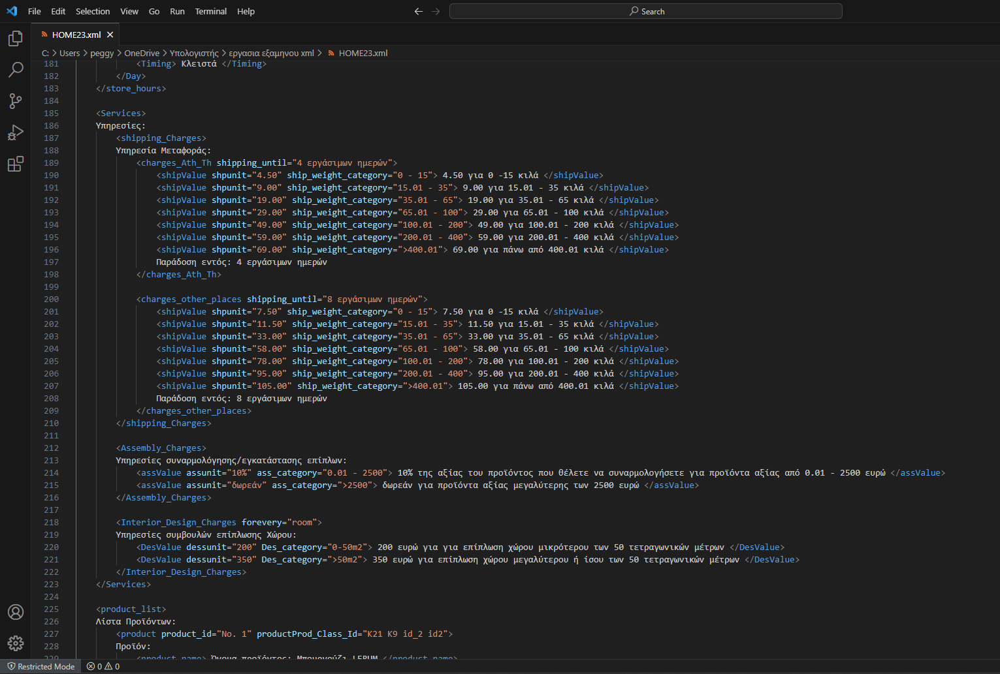 File Edit Selection View Go Run Terminal Help
Search
HOME23.xml
C: > Users > peggy > OneDrive > Υπολογιστής > εργασια εξαμηνου xml > HOME23.xml
181 <Timing> Κλειστά </Timing>
182 </Day>
183 </store_hours>
184
185 <Services>
186 Υπηρεσίες:
187 <shipping_Charges>
188 Υπηρεσία Μεταφοράς:
189 <charges_Ath_Th shipping_until="4 εργάσιμων ημερών">
190 <shipValue shpunit="4.50" ship_weight_category="0 - 15"> 4.50 για 0 -15 κιλά </shipValue>
191 <shipValue shpunit="9.00" ship_weight_category="15.01 - 35"> 9.00 για 15.01 - 35 κιλά </shipValue>
192 <shipValue shpunit="19.00" ship_weight_category="35.01 - 65"> 19.00 για 35.01 - 65 κιλά </shipValue>
193 <shipValue shpunit="29.00" ship_weight_category="65.01 - 100"> 29.00 για 65.01 - 100 κιλά </shipValue>
194 <shipValue shpunit="49.00" ship_weight_category="100.01 - 200"> 49.00 για 100.01 - 200 κιλά </shipValue>
195 <shipValue shpunit="59.00" ship_weight_category="200.01 - 400"> 59.00 για 200.01 - 400 κιλά </shipValue>
196 <shipValue shpunit="69.00" ship_weight_category=">400.01"> 69.00 για πάνω από 400.01 κιλά </shipValue>
197 Παράδοση εντός: 4 εργάσιμων ημερών
198 </charges_Ath_Th>
199
200 <charges_other_places shipping_until="8 εργάσιμων ημερών">
201 <shipValue shpunit="7.50" ship_weight_category="0 - 15"> 7.50 για 0 -15 κιλά </shipValue>
202 <shipValue shpunit="11.50" ship_weight_category="15.01 - 35"> 11.50 για 15.01 - 35 κιλά </shipValue>
203 <shipValue shpunit="33.00" ship_weight_category="35.01 - 65"> 33.00 για 35.01 - 65 κιλά </shipValue>
204 <shipValue shpunit="58.00" ship_weight_category="65.01 - 100"> 58.00 για 65.01 - 100 κιλά </shipValue>
205 <shipValue shpunit="78.00" ship_weight_category="100.01 - 200"> 78.00 για 100.01 - 200 κιλά </shipValue>
206 <shipValue shpunit="95.00" ship_weight_category="200.01 - 400"> 95.00 για 200.01 - 400 κιλά </shipValue>
207 <shipValue shpunit="105.00" ship_weight_category=">400.01"> 105.00 για πάνω από 400.01 κιλά </shipValue>
208 Παράδοση εντός: 8 εργάσιμων ημερών
209 </charges_other_places>
210 </shipping_Charges>
211
212 <Assembly_Charges>
213 Υπηρεσίες συναρμολόγησης/εγκατάστασης επίπλων:
214 <assValue assunit="10%" ass_category="0.01 - 2500"> 10% της αξίας του προϊόντος που θέλετε να συναρμολογήσετε για προϊόντα αξίας από 0.01 - 2500 ευρώ </assValue>
215 <assValue assunit="δωρεάν" ass_category=">2500"> δωρεάν για προϊόντα αξίας μεγαλύτερης των 2500 ευρώ </assValue>
216 </Assembly_Charges>
217
218 <Interior_Design_Charges forevery="room">
219 Υπηρεσίες συμβουλών επίπλωσης Χώρου:
220 <DesValue dessunit="200" Des_category="0-50m2"> 200 ευρώ για για επίπλωση χώρου μικρότερου των 50 τετραγωνικών μέτρων </DesValue>
221 <DesValue dessunit="350" Des_category=">50m2"> 350 ευρώ για επίπλωση χώρου μεγαλύτερου ή ίσου των 50 τετραγωνικών μέτρων </DesValue>
222 </Interior_Design_Charges>
223 </Services>
224
225 <product_list>
226 Λίστα Προϊόντων:
227 <product product_id="No. 1" productProd_Class_Id="K21 K9 id_2 id2">
228 Προϊόν:
229 <product_name> Όνομα προϊόντος: Μπουρνούζι LERUM </product_name>
Restricted Mode 0 0